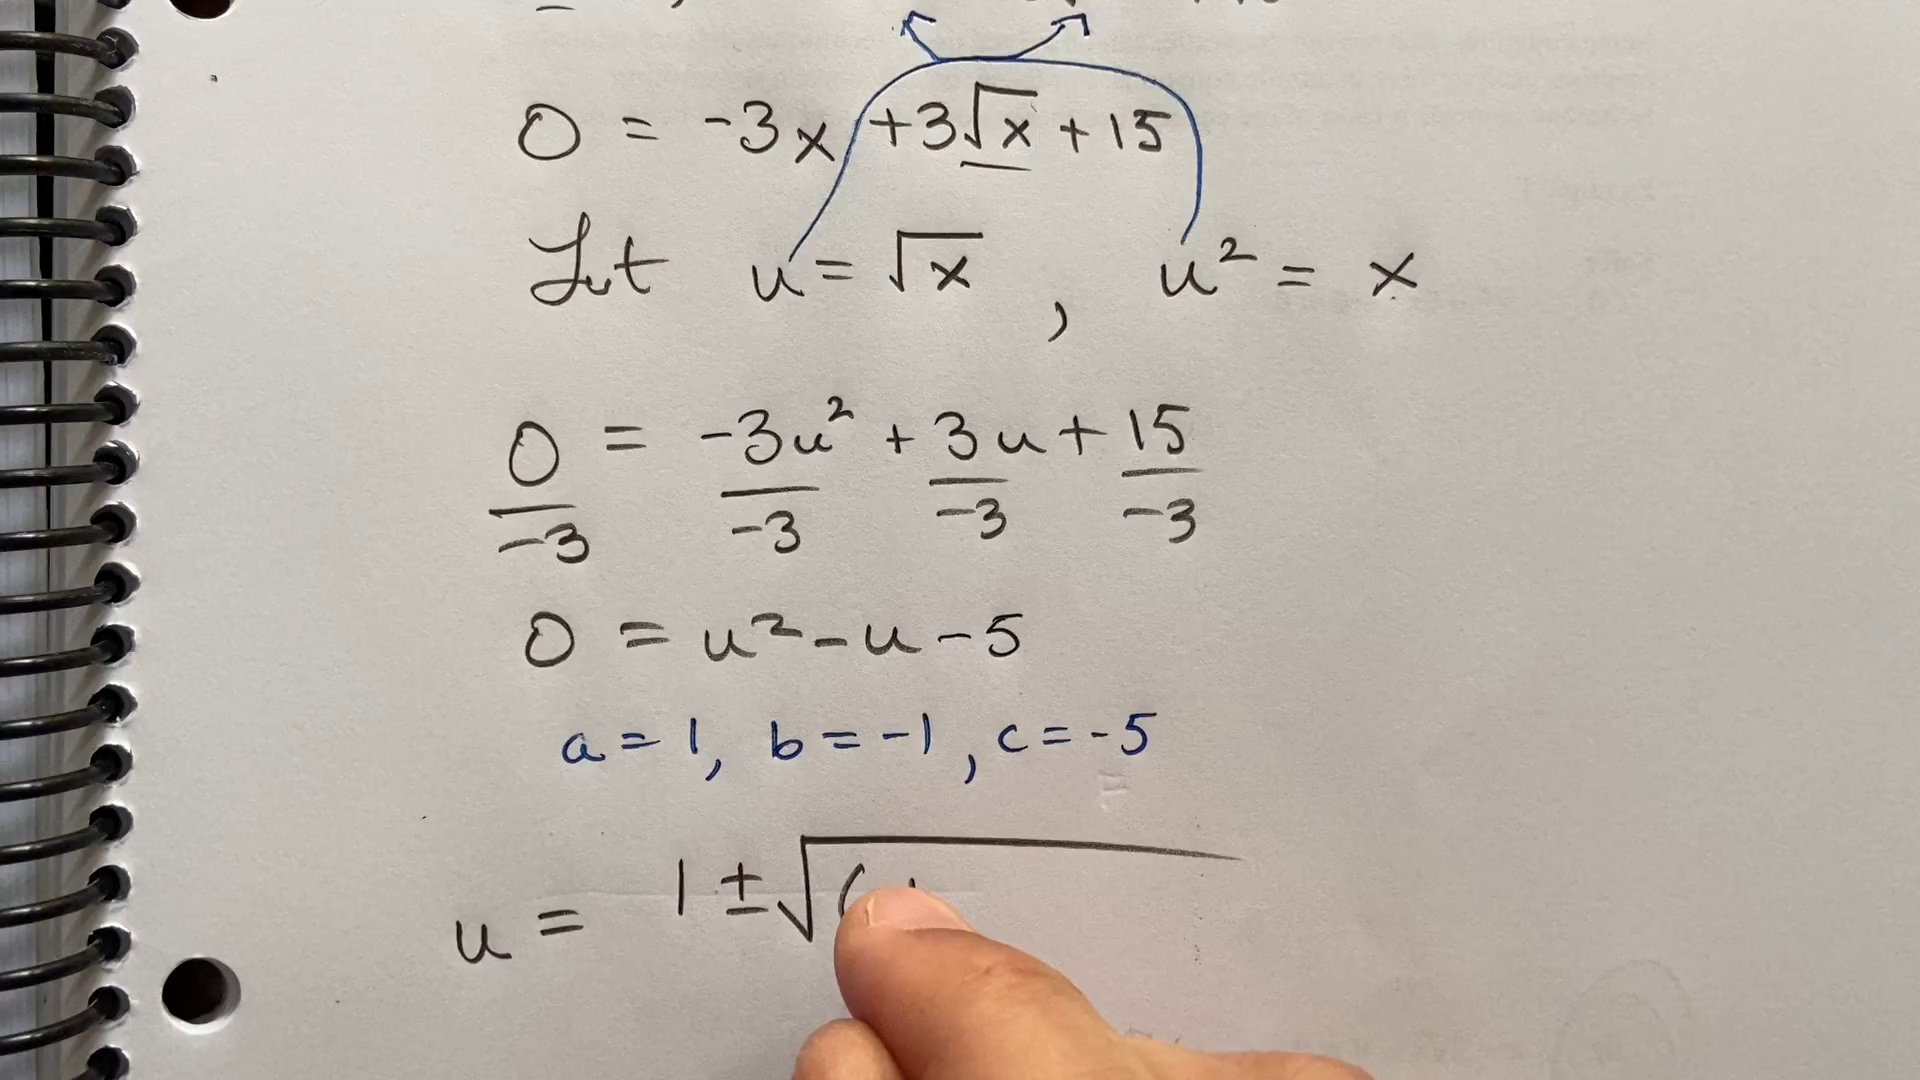 0 = -3x +3√x + 15
Let u = √x , u² = x
0 = -3u² + 3u + 15
-3 -3 -3 -3
0 = u² - u - 5
a = 1, b = -1, c = -5
u = 1 ± √(